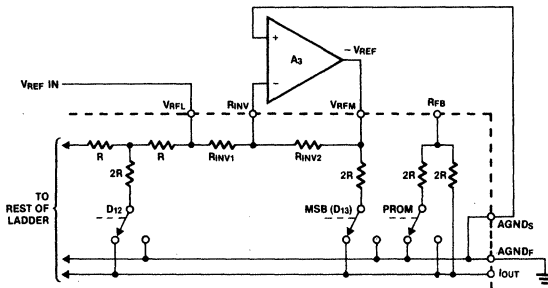 +
A3
− VREF
−
VREF IN
VRFL
RINV
VRFM
RFB
R
R
RINV1
RINV2
2R
2R
2R
2R
TO
REST OF
LADDER
D12
MSB (D13)
PROM
AGNDS
AGNDF
IOUT